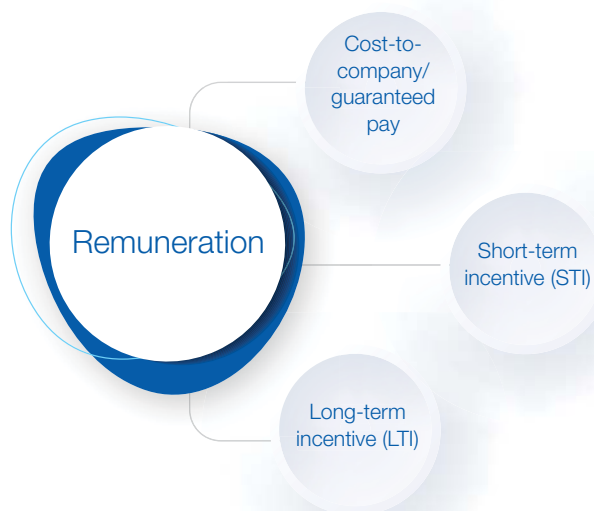 Cost-to-
company/
guaranteed
pay
Remuneration
Short-term
incentive (STI)
Long-term
incentive (LTI)